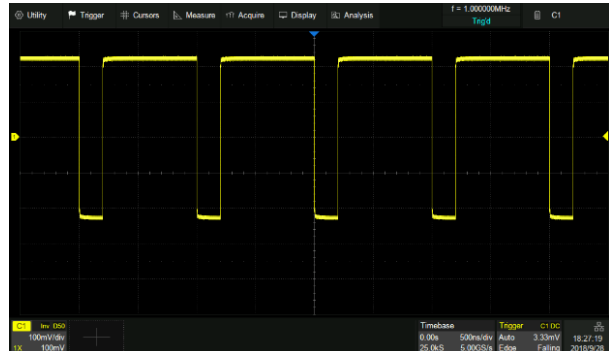 Utility Trigger Cursors Measure Acquire Display Analysis f = 1.000000MHz C1
Trig'd
C1 Inv D50
100mV/div
1X 100mV
Timebase
0.00s 500ns/div
25.0kS 5.00GS/s
Trigger C1 DC
Auto 3.33mV
Edge Falling
18:27:19
2018/9/28